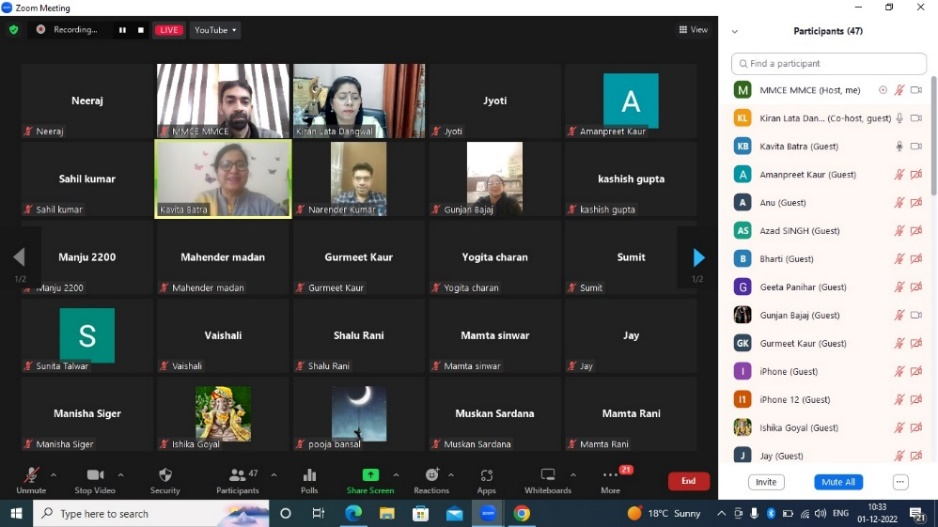 Zoom Meeting
Recording...
LIVE
YouTube
View
Participants (47)
Find a participant
Neeraj
Neeraj
MMCE MMCE
Kiran Lata Dangwal
Jyoti
Jyoti
A
Amanpreet Kaur
Sahil kumar
Sahil kumar
Kavita Batra
Narender Kumar
Gunjan Bajaj
kashish gupta
kashish gupta
1/2
Manju 2200
Manju 2200
Mahender madan
Mahender madan
Gurmeet Kaur
Gurmeet Kaur
Yogita charan
Yogita charan
Sumit
Sumit
1/2
S
Sunita Talwar
Vaishali
Vaishali
Shalu Rani
Shalu Rani
Mamta sinwar
Mamta sinwar
Jay
Jay
Manisha Siger
Manisha Siger
Ishika Goyal
pooja bansal
Muskan Sardana
Muskan Sardana
Mamta Rani
Mamta Rani
M MMCE MMCE (Host, me)
KL Kiran Lata Dan... (Co-host, guest)
KB Kavita Batra (Guest)
A Amanpreet Kaur (Guest)
A Anu (Guest)
AS Azad SINGH (Guest)
B Bharti (Guest)
G Geeta Panihar (Guest)
Gunjan Bajaj (Guest)
GK Gurmeet Kaur (Guest)
I iPhone (Guest)
I1 iPhone 12 (Guest)
Ishika Goyal (Guest)
J Jay (Guest)
Invite
Mute All
...
Unmute
Stop Video
Security
47
Participants
Polls
Share Screen
Reactions
Apps
Whiteboards
21
More
End
Type here to search
18°C Sunny
ENG
10:33
01-12-2022
21